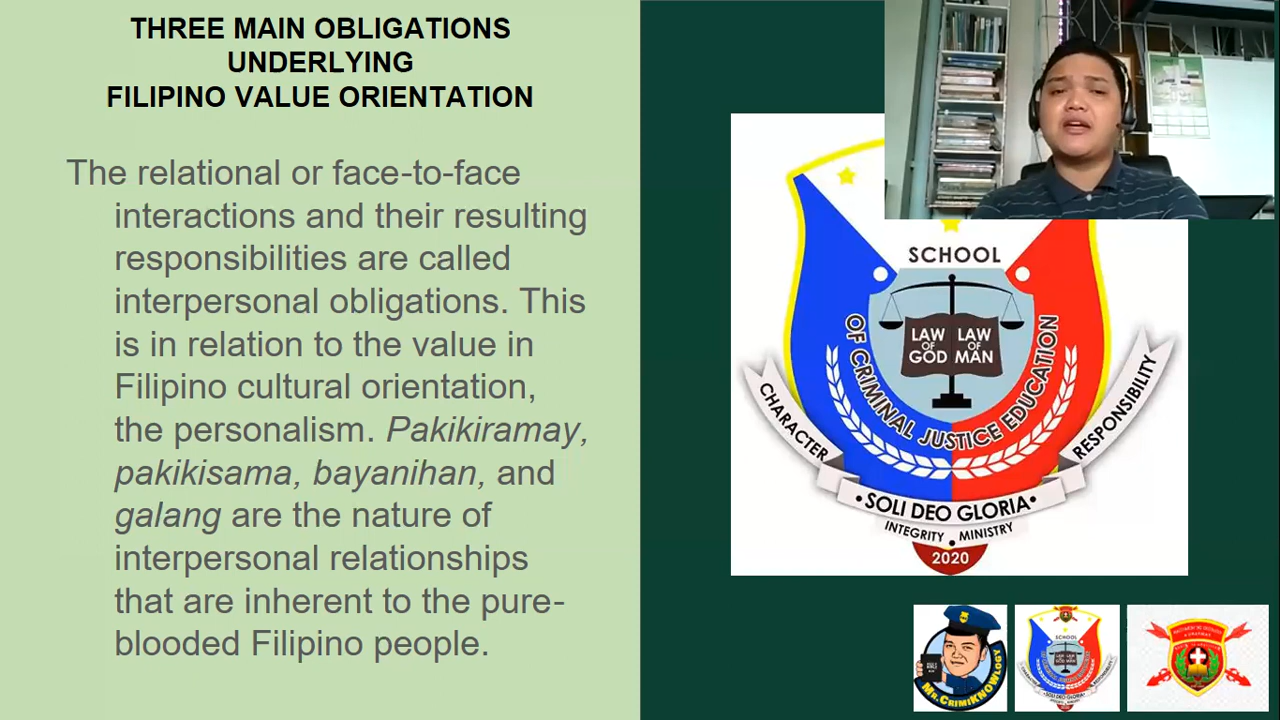 THREE MAIN OBLIGATIONS
UNDERLYING
FILIPINO VALUE ORIENTATION
The relational or face-to-face
interactions and their resulting
responsibilities are called
interpersonal obligations. This
is in relation to the value in
Filipino cultural orientation,
the personalism. Pakikiramay,
pakikisama, bayanihan, and
galang are the nature of
interpersonal relationships
that are inherent to the pure-
blooded Filipino people.
SCHOOL
OF CRIMINAL JUSTICE EDUCATION
LAW OF GOD
LAW OF MAN
CHARACTER
RESPONSIBILITY
•SOLI DEO GLORIA•
INTEGRITY • MINISTRY
2020
MR.CRIMIKNOWLOGY
SCHOOL